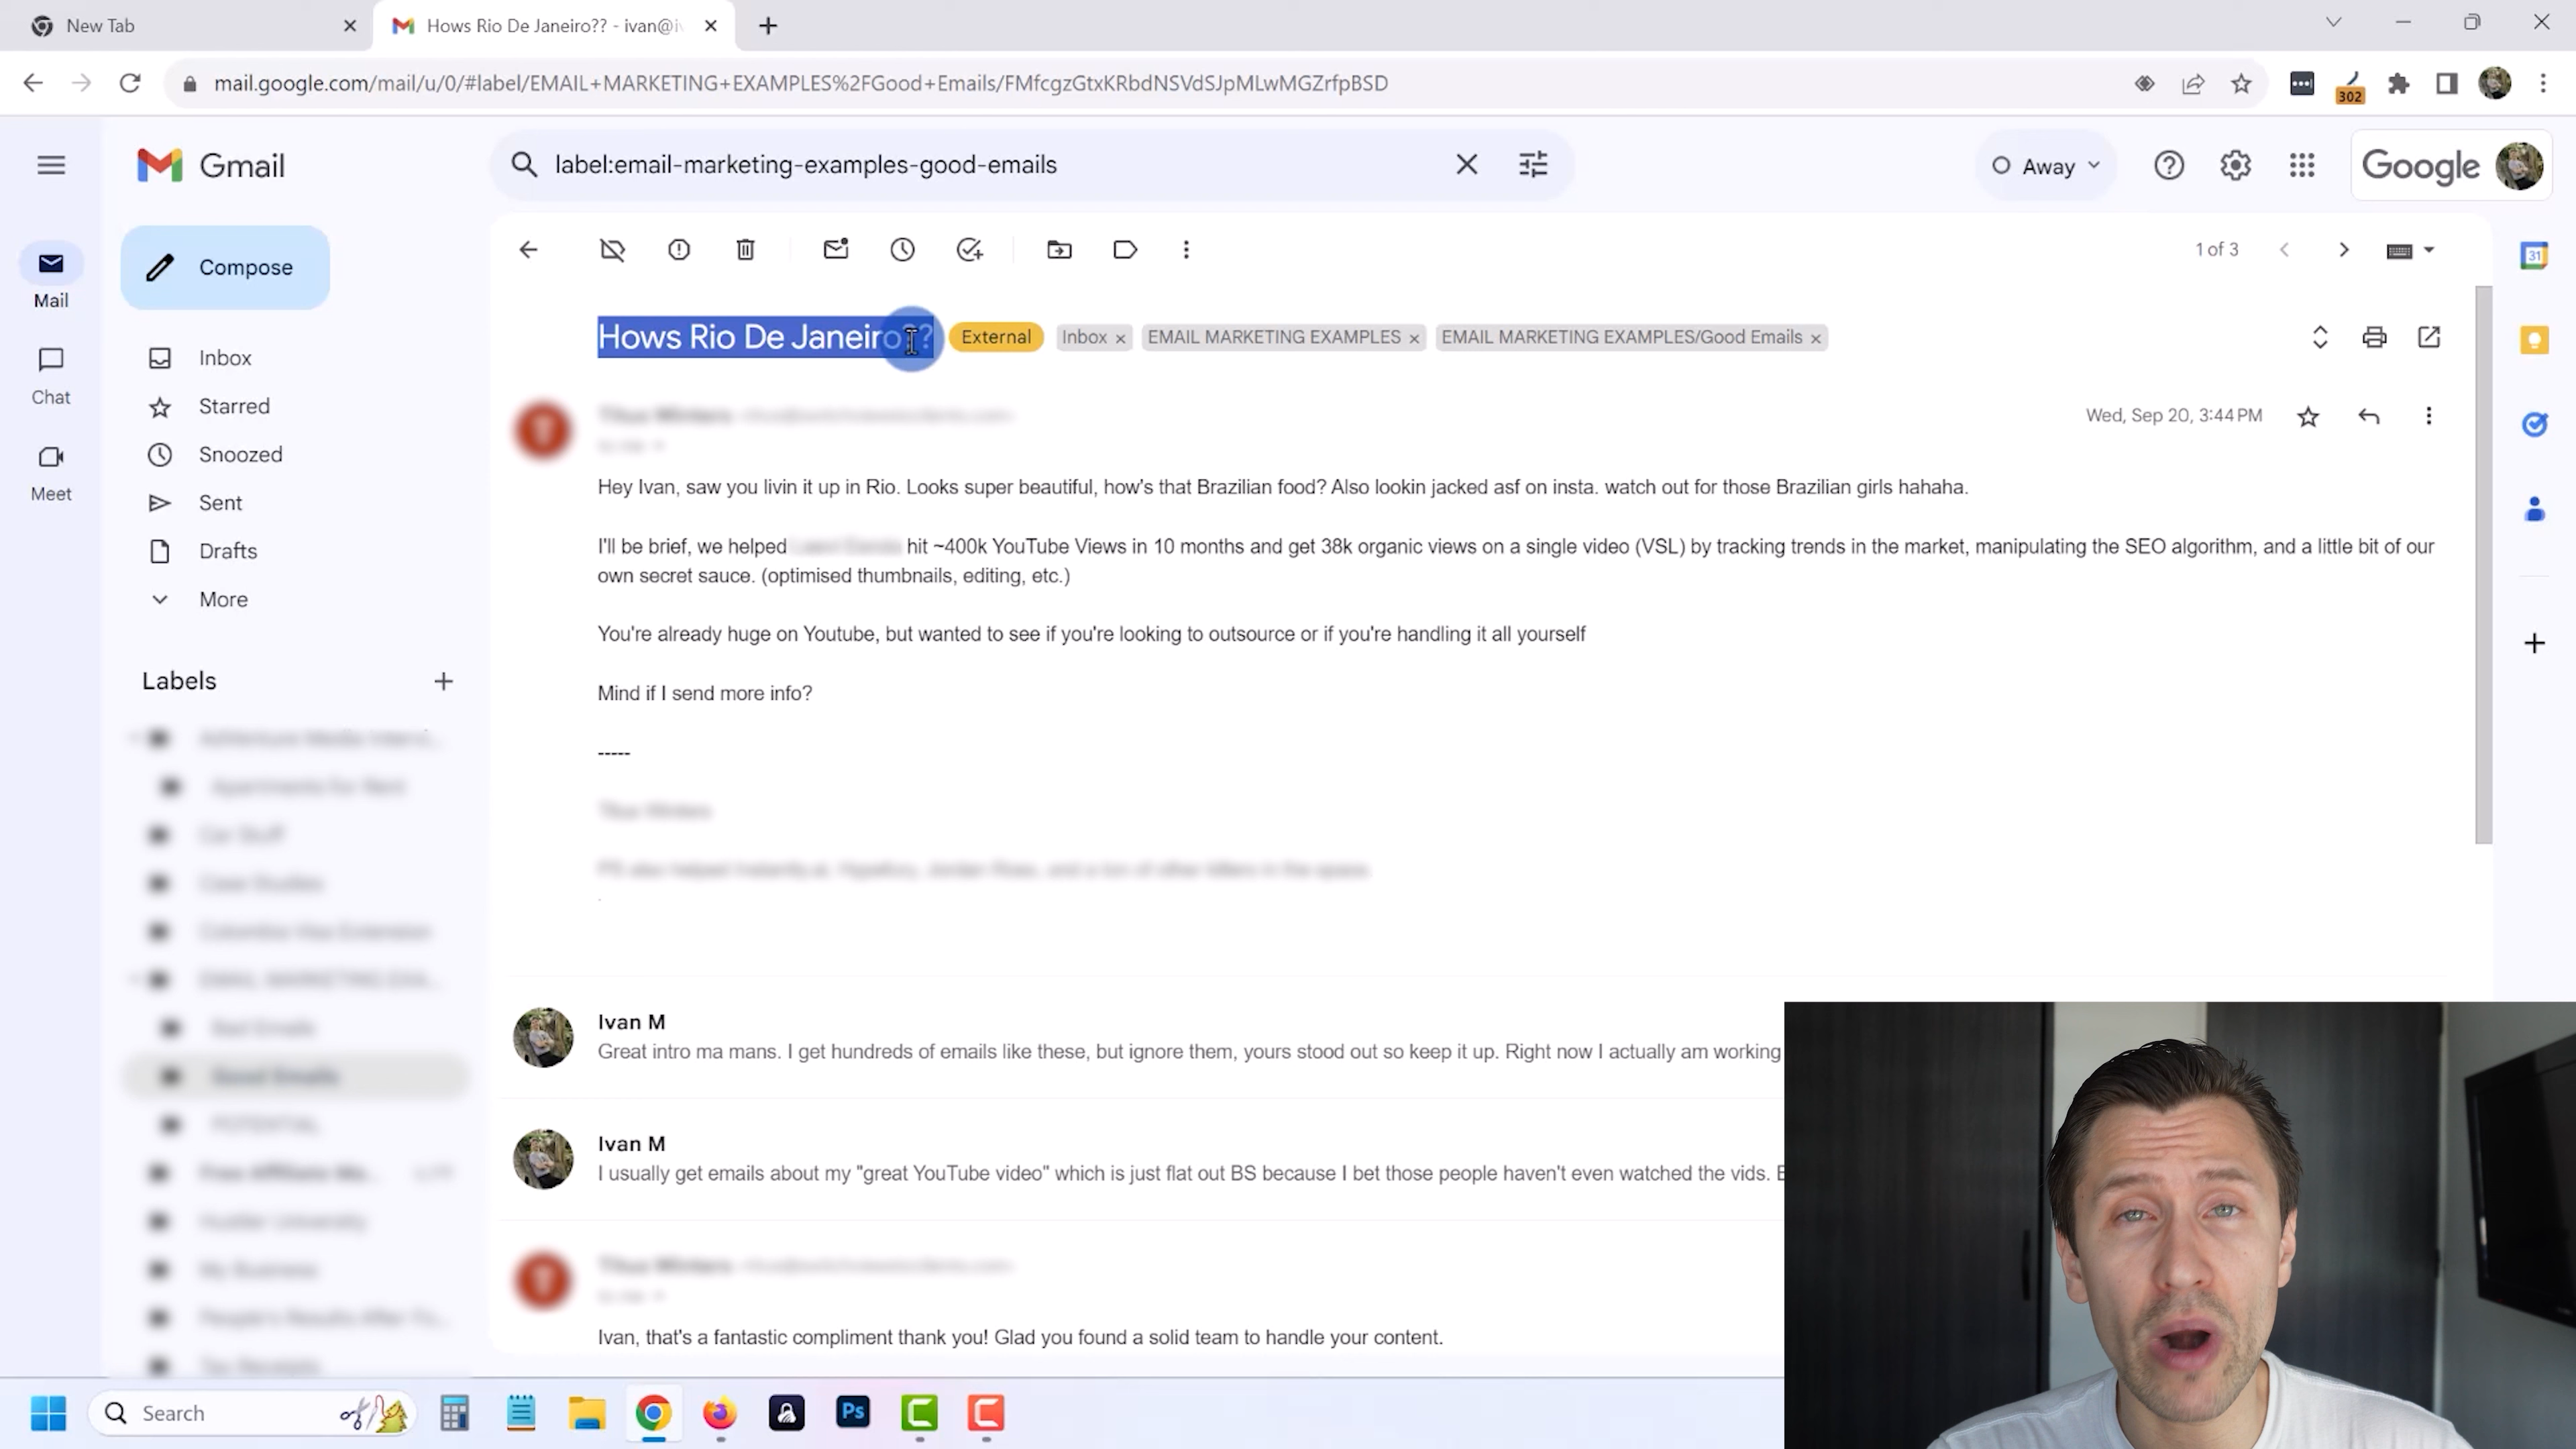 New Tab
Hows Rio De Janeiro?? - ivan@iv
mail.google.com/mail/u/0/#label/EMAIL+MARKETING+EXAMPLES%2FGood+Emails/FMfcgzGtxKRbdNSVdSJpMLwMGZrfpBSD
302
Gmail
label:email-marketing-examples-good-emails
Away
Google
Compose
Mail
Chat
Meet
Inbox
Starred
Snoozed
Sent
Drafts
More
Labels
1 of 3
31
Hows Rio De Janeiro??
External
Inbox ×
EMAIL MARKETING EXAMPLES ×
EMAIL MARKETING EXAMPLES/Good Emails ×
Wed, Sep 20, 3:44 PM
Hey Ivan, saw you livin it up in Rio. Looks super beautiful, how's that Brazilian food? Also lookin jacked asf on insta. watch out for those Brazilian girls hahaha.
I'll be brief, we helped hit ~400k YouTube Views in 10 months and get 38k organic views on a single video (VSL) by tracking trends in the market, manipulating the SEO algorithm, and a little bit of our
own secret sauce. (optimised thumbnails, editing, etc.)
You're already huge on Youtube, but wanted to see if you're looking to outsource or if you're handling it all yourself
Mind if I send more info?
-----
Ivan M
Great intro ma mans. I get hundreds of emails like these, but ignore them, yours stood out so keep it up. Right now I actually am working
Ivan M
I usually get emails about my "great YouTube video" which is just flat out BS because I bet those people haven't even watched the vids. E
Ivan, that's a fantastic compliment thank you! Glad you found a solid team to handle your content.
Search
Ps